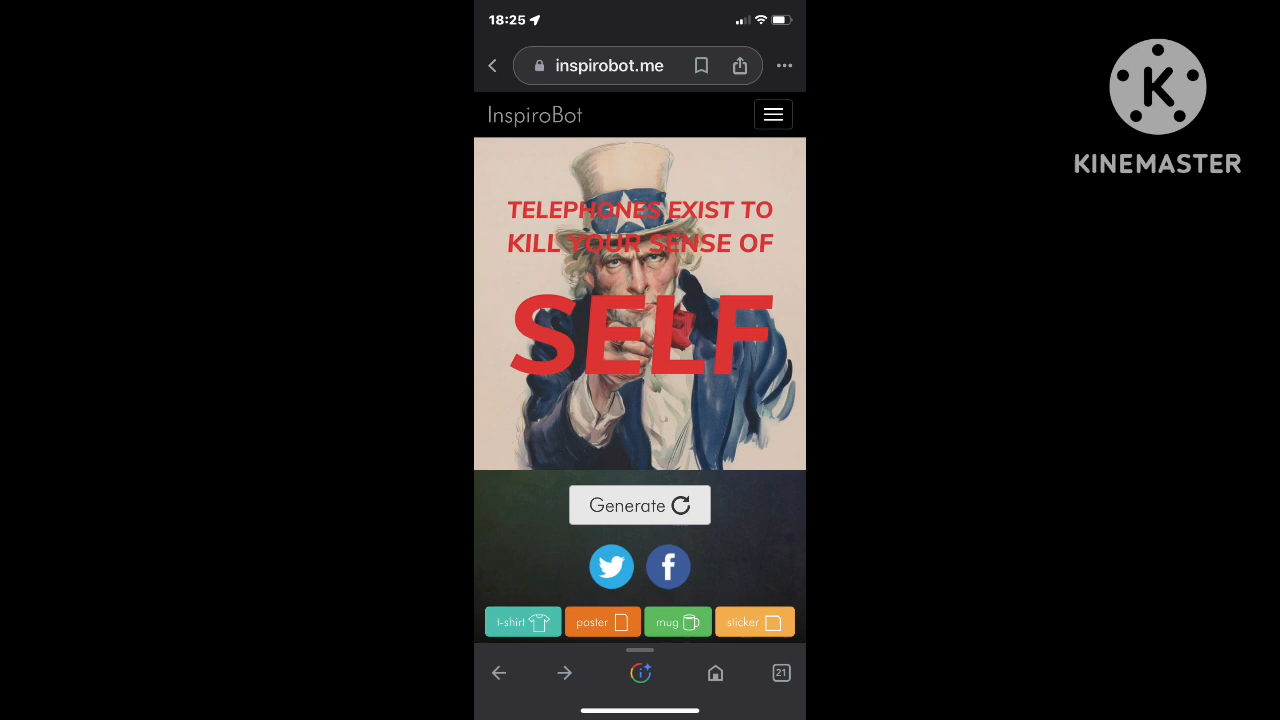 18:25
inspirobot.me
InspiroBot
TELEPHONES EXIST TO
KILL YOUR SENSE OF
SELF
Generate
t-shirt
poster
mug
sticker
21
K
KINEMASTER